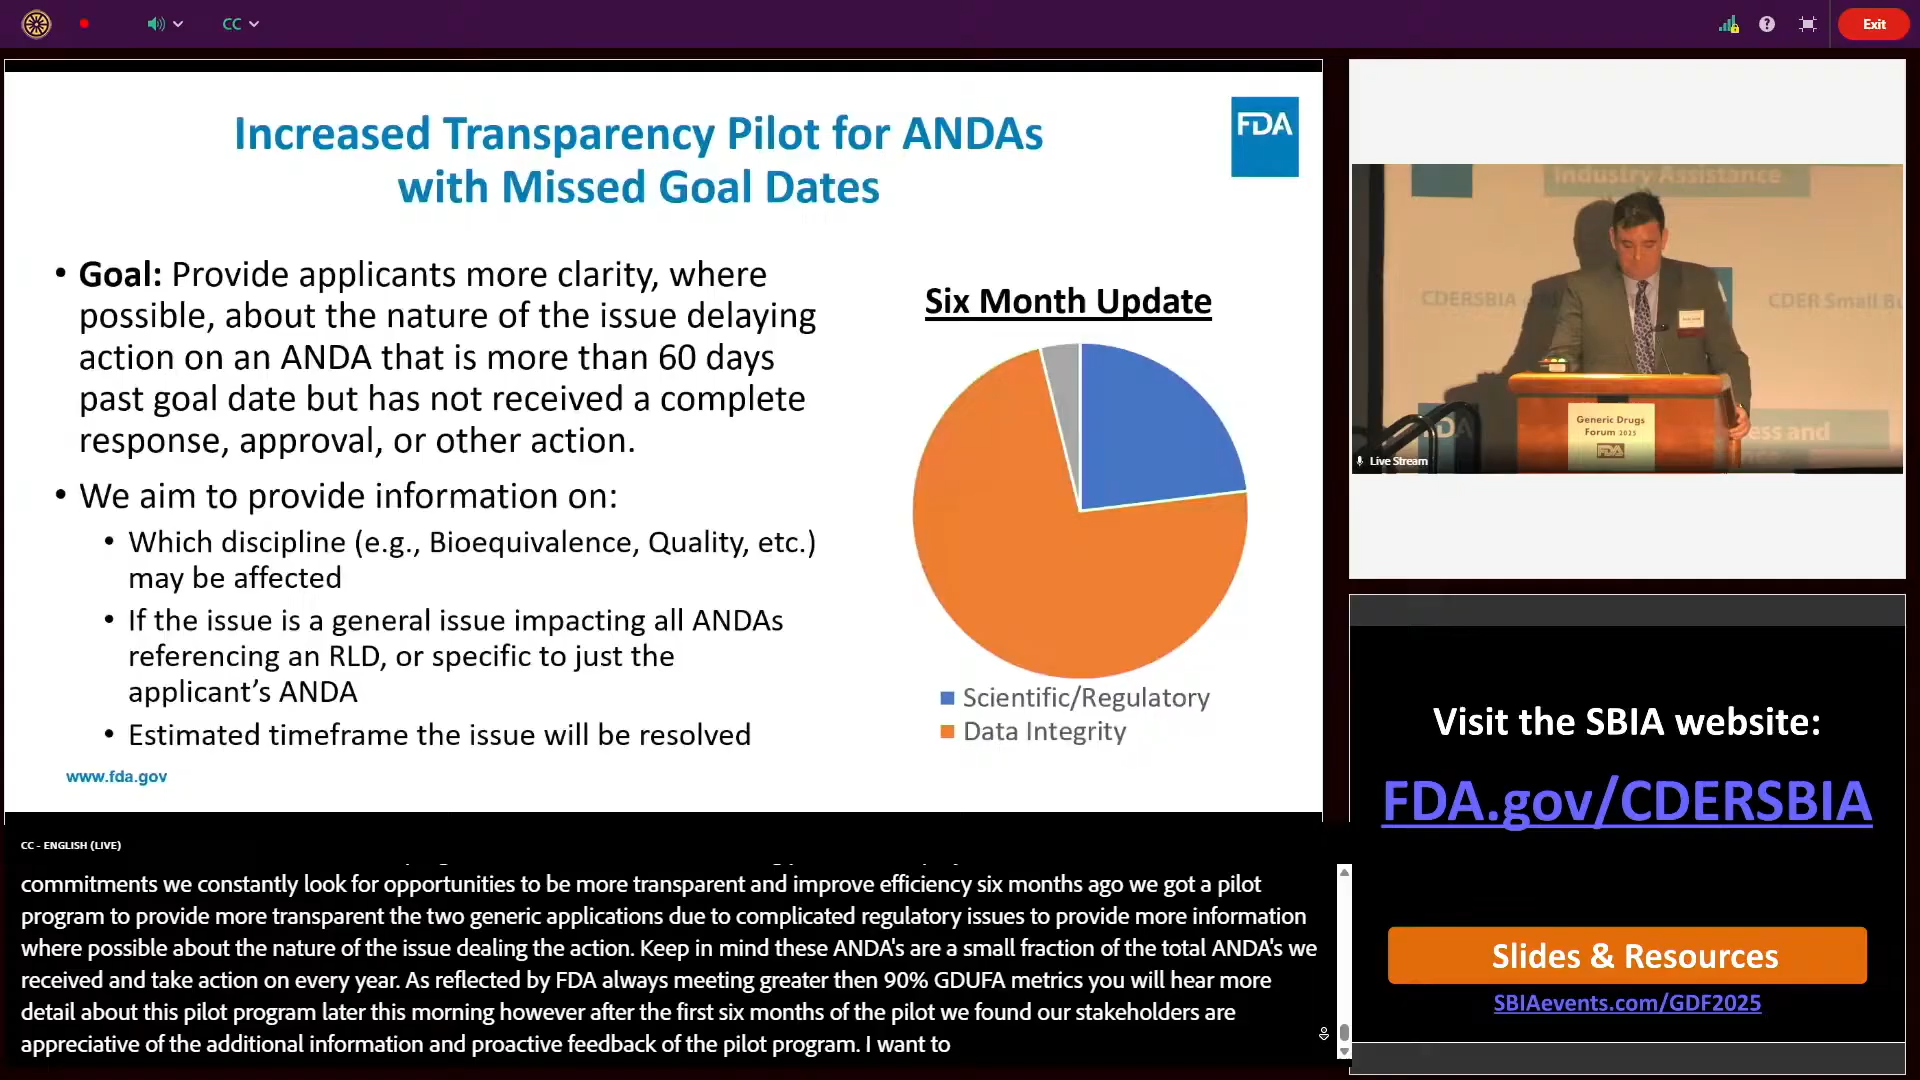 CC
Exit
Increased Transparency Pilot for ANDAs
with Missed Goal Dates
FDA
• Goal: Provide applicants more clarity, where
possible, about the nature of the issue delaying
action on an ANDA that is more than 60 days
past goal date but has not received a complete
response, approval, or other action.
• We aim to provide information on:
• Which discipline (e.g., Bioequivalence, Quality, etc.)
may be affected
• If the issue is a general issue impacting all ANDAs
referencing an RLD, or specific to just the
applicant’s ANDA
• Estimated timeframe the issue will be resolved
www.fda.gov
Six Month Update
Scientific/Regulatory
Data Integrity
Industry Assistance
CDERSBIA
CDER Small Bu
Generic Drugs
Forum 2025
FDA
ess and
Live Stream
Visit the SBIA website:
FDA.gov/CDERSBIA
Slides & Resources
SBIAevents.com/GDF2025
CC - ENGLISH (LIVE)
commitments we constantly look for opportunities to be more transparent and improve efficiency six months ago we got a pilot
program to provide more transparent the two generic applications due to complicated regulatory issues to provide more information
where possible about the nature of the issue dealing the action. Keep in mind these ANDA's are a small fraction of the total ANDA's we
received and take action on every year. As reflected by FDA always meeting greater then 90% GDUFA metrics you will hear more
detail about this pilot program later this morning however after the first six months of the pilot we found our stakeholders are
appreciative of the additional information and proactive feedback of the pilot program. I want to